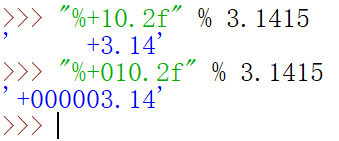 >>> "%+10.2f" % 3.1415
'     +3.14'
>>> "%+010.2f" % 3.1415
'+000003.14'
>>>